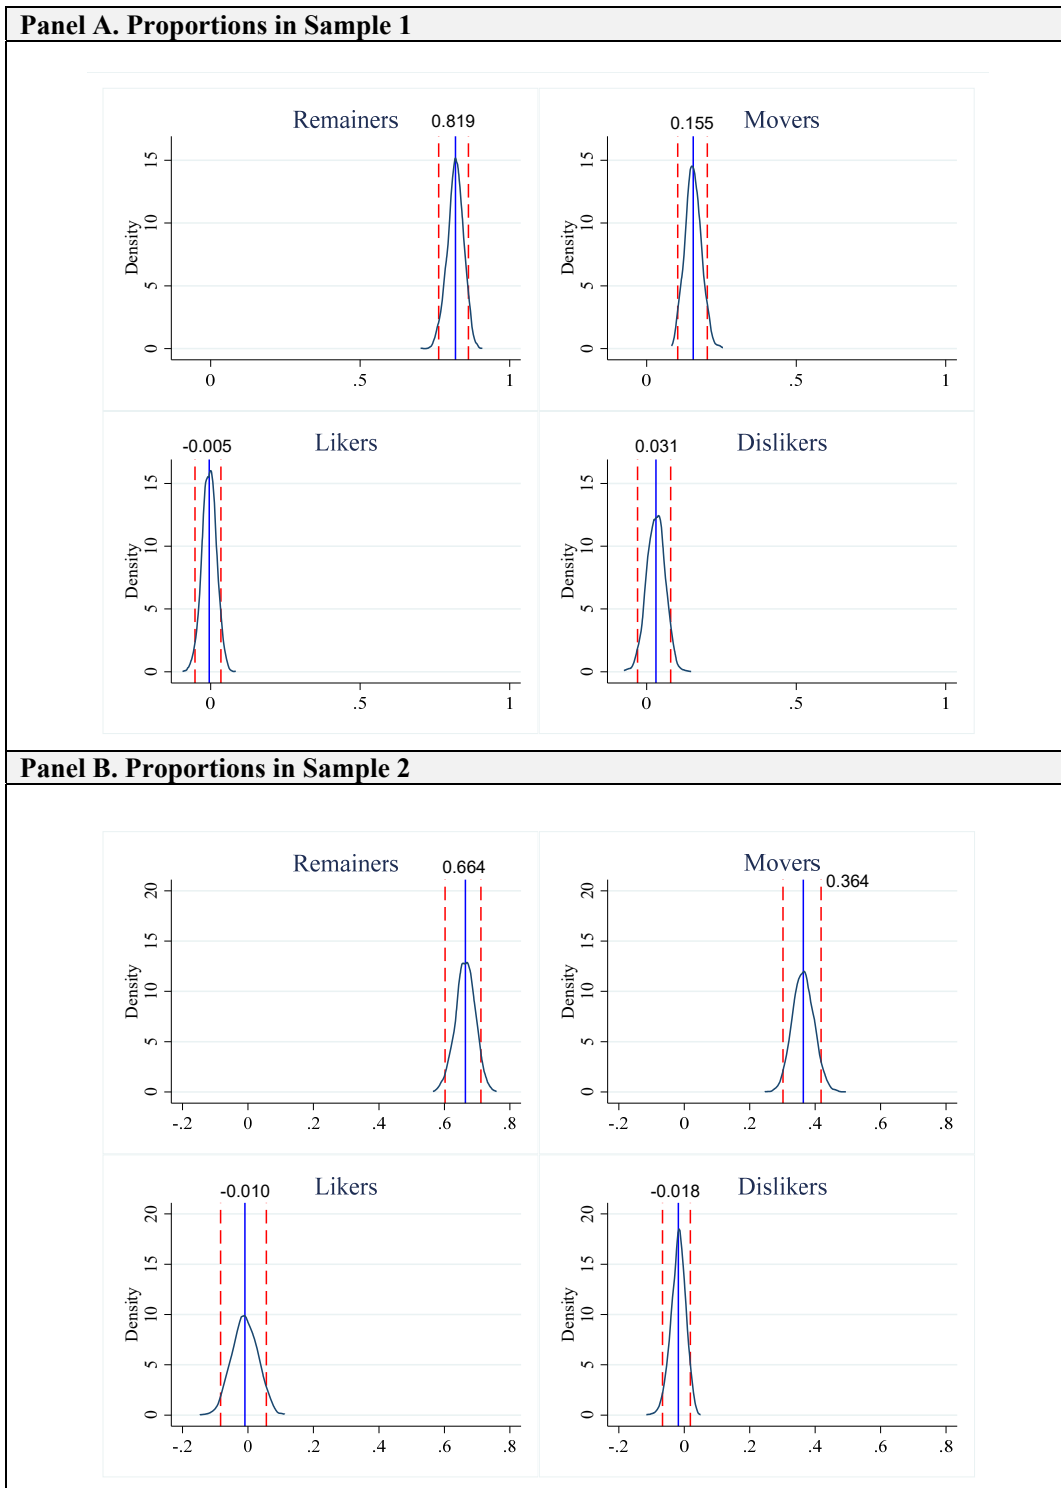 Panel A. Proportions in Sample 1
Remainers 0.819
Density
0 5 10 15
0 .5 1
0.155 Movers
Density
0 5 10 15
0 .5 1
-0.005 Likers
Density
0 5 10 15
0 .5 1
0.031 Dislikers
Density
0 5 10 15
0 .5 1
Panel B. Proportions in Sample 2
Remainers 0.664
Density
0 5 10 15 20
-.2 0 .2 .4 .6 .8
Movers
0.364
Density
0 5 10 15 20
-.2 0 .2 .4 .6 .8
-0.010 Likers
Density
0 5 10 15 20
-.2 0 .2 .4 .6 .8
-0.018 Dislikers
Density
0 5 10 15 20
-.2 0 .2 .4 .6 .8